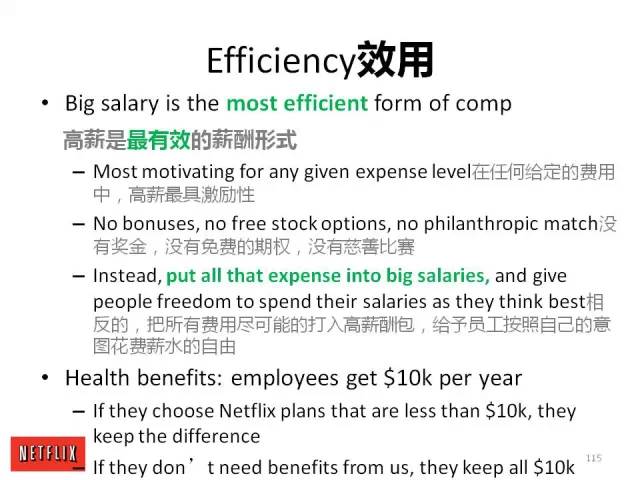 Efficiency效用
• Big salary is the most efficient form of comp
高薪是最有效的薪酬形式
– Most motivating for any given expense level在任何给定的费用
中，高薪最具激励性
– No bonuses, no free stock options, no philanthropic match没
有奖金，没有免费的期权，没有慈善比赛
– Instead, put all that expense into big salaries, and give
people freedom to spend their salaries as they think best相
反的，把所有费用尽可能的打入高薪酬包，给予员工按照自己的意
图花费薪水的自由
• Health benefits: employees get $10k per year
– If they choose Netflix plans that are less than $10k, they
keep the difference
– If they don’t need benefits from us, they keep all $10k
NETFLIX
115